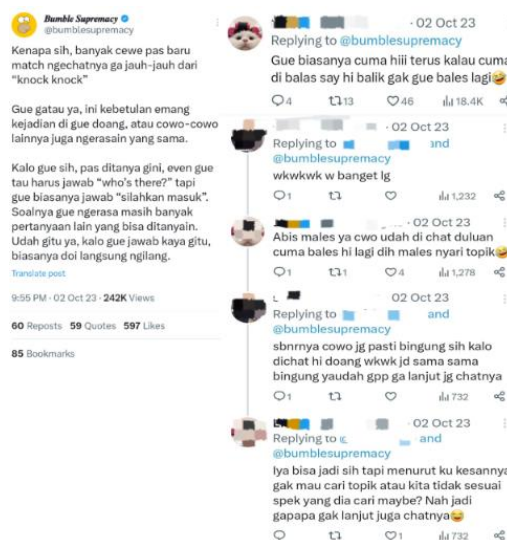 Bumble Supremacy
@bumblesupremacy
Kenapa sih, banyak cewe pas baru
match ngechatnya ga jauh-jauh dari
“knock knock”
Gue gatau ya, ini kebetulan emang
kejadian di gue doang, atau cowo-cowo
lainnya juga ngerasain yang sama.
Kalo gue sih, pas ditanya gini, even gue
tau harus jawab “who's there?” tapi
gue biasanya jawab “silahkan masuk”.
Soalnya gue ngerasa masih banyak
pertanyaan lain yang bisa ditanyain.
Udah gitu ya, kalo gue jawab kaya gitu,
biasanya doi langsung ngilang.
Translate post
9:55 PM · 02 Oct 23 · 242K Views
60 Reposts 59 Quotes 597 Likes
85 Bookmarks
· 02 Oct 23
Replying to @bumblesupremacy
Gue biasanya cuma hiii terus kalau cuma
di balas say hi balik gak gue bales lagi🤣
4 13 46 18.4K
· 02 Oct 23
Replying to and
@bumblesupremacy
wkwkwk w banget lg
1 1,232
· 02 Oct 23
Abis males ya cwo udah di chat duluan
cuma bales hi lagi dih males nyari topik🤣
1 1 4 1,278
02 Oct 23
Replying to and
@bumblesupremacy
sbnrnya cowo jg pasti bingung sih kalo
dichat hi doang wkwk jd sama sama
bingung yaudah gpp ga lanjut jg chatnya
1 732
· 02 Oct 23
Replying to and
@bumblesupremacy
Iya bisa jadi sih tapi menurut ku kesannya
gak mau cari topik atau kita tidak sesuai
spek yang dia cari maybe? Nah jadi
gapapa gak lanjut juga chatnya😂
1 732